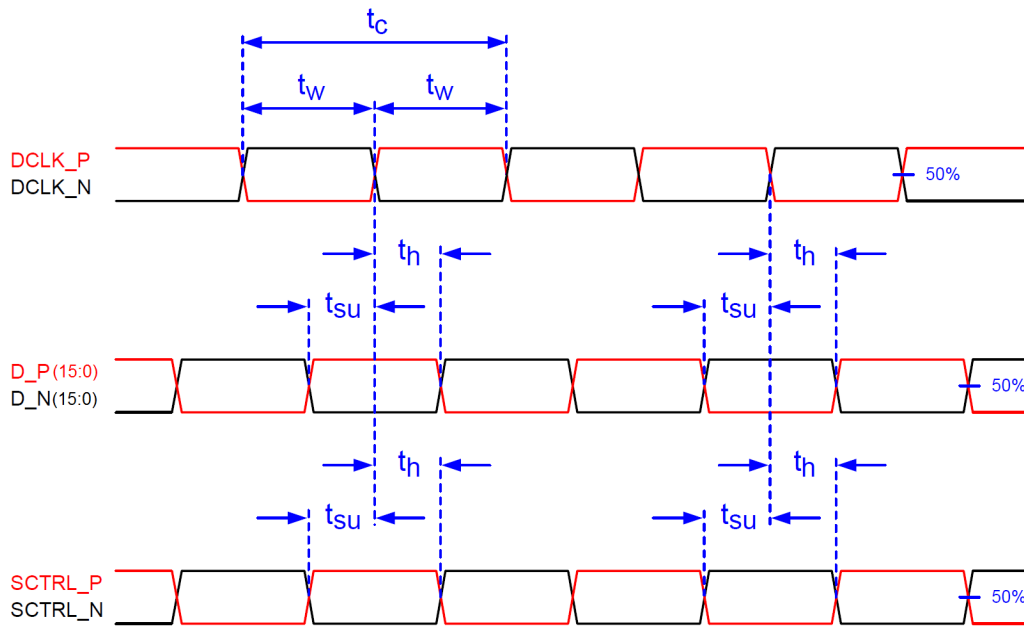 tc
tw tw
DCLK_P
DCLK_N
50%
th th
tsu tsu
D_P(15:0)
D_N(15:0)
50%
th th
tsu tsu
SCTRL_P
SCTRL_N
50%